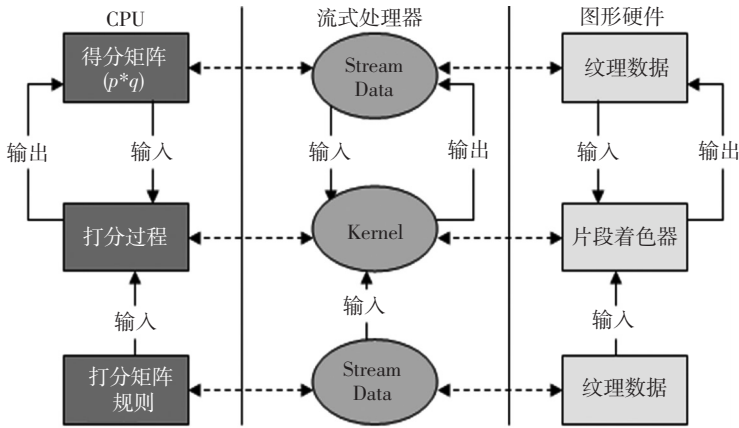 CPU
流式处理器
图形硬件
得分矩阵
(p*q)
Stream
Data
纹理数据
输出
输入
输入
输出
输入
输出
打分过程
Kernel
片段着色器
输入
输入
输入
打分矩阵
规则
Stream
Data
纹理数据